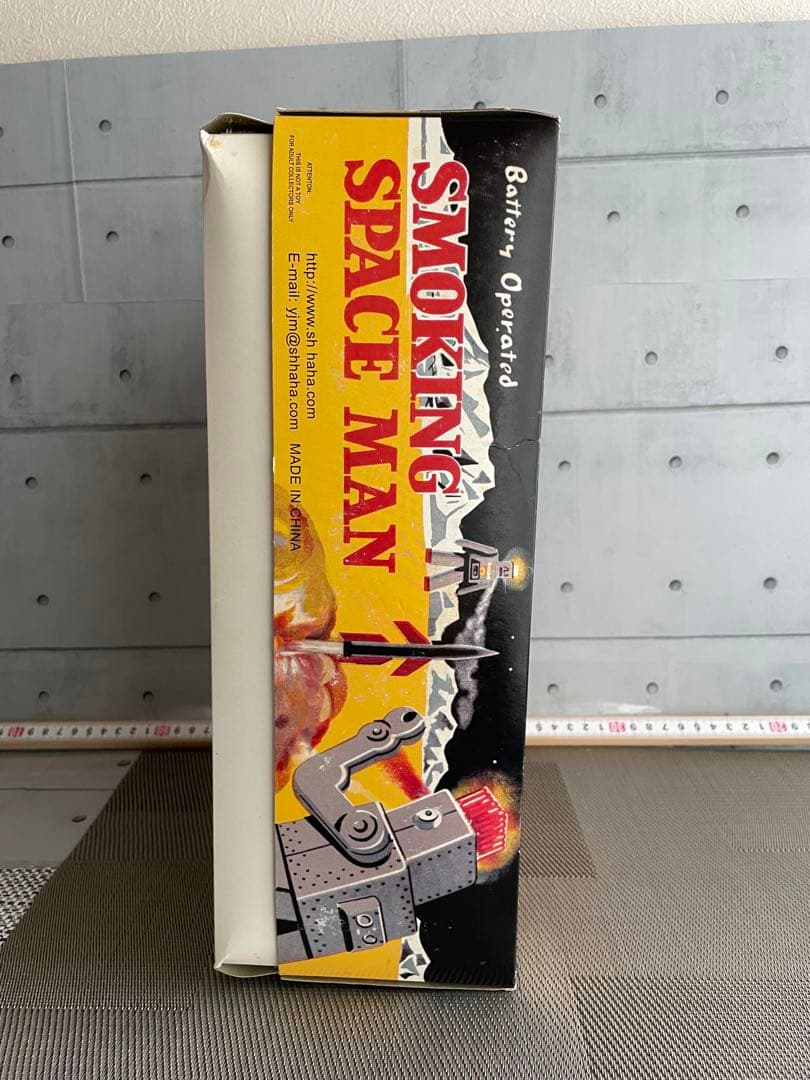 Battery Operated
SMOKING
SPACE MAN
ATTENTON:
THIS IS NOT A TOY
FOR ADULT COLLECTORS ONLY
http://www.sh haha.com
E-mail: yjm@shhaha.com MADE IN CHINA